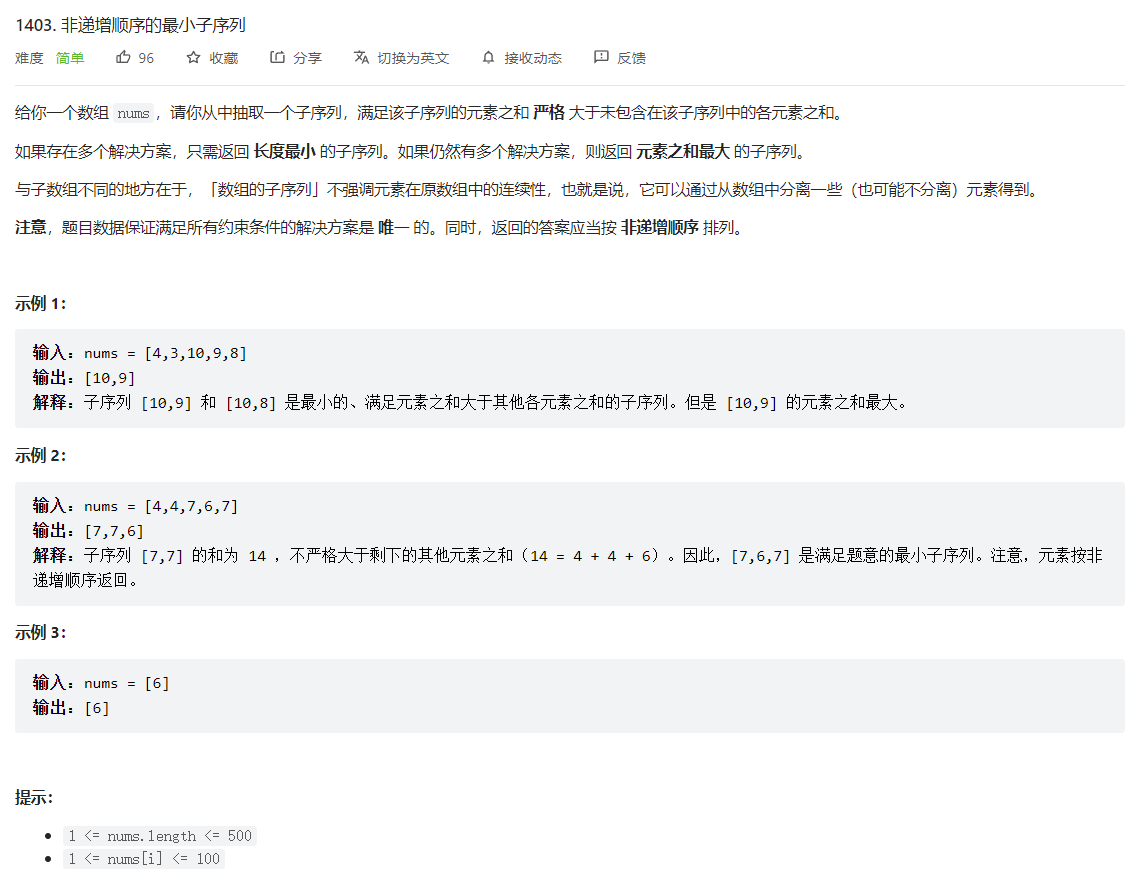 1403. 非递增顺序的最小子序列
难度 简单 96 收藏 分享 切换为英文 接收动态 反馈
给你一个数组 nums ，请你从中抽取一个子序列，满足该子序列的元素之和 严格 大于未包含在该子序列中的各元素之和。
如果存在多个解决方案，只需返回 长度最小 的子序列。如果仍然有多个解决方案，则返回 元素之和最大 的子序列。
与子数组不同的地方在于，「数组的子序列」不强调元素在原数组中的连续性，也就是说，它可以通过从数组中分离一些（也可能不分离）元素得到。
注意，题目数据保证满足所有约束条件的解决方案是 唯一 的。同时，返回的答案应当按 非递增顺序 排列。
示例 1：
输入：nums = [4,3,10,9,8]
输出：[10,9]
解释：子序列 [10,9] 和 [10,8] 是最小的、满足元素之和大于其他各元素之和的子序列。但是 [10,9] 的元素之和最大。
示例 2：
输入：nums = [4,4,7,6,7]
输出：[7,7,6]
解释：子序列 [7,7] 的和为 14 ，不严格大于剩下的其他元素之和（14 = 4 + 4 + 6）。因此，[7,6,7] 是满足题意的最小子序列。注意，元素按非
递增顺序返回。
示例 3：
输入：nums = [6]
输出：[6]
提示：
1 <= nums.length <= 500
1 <= nums[i] <= 100